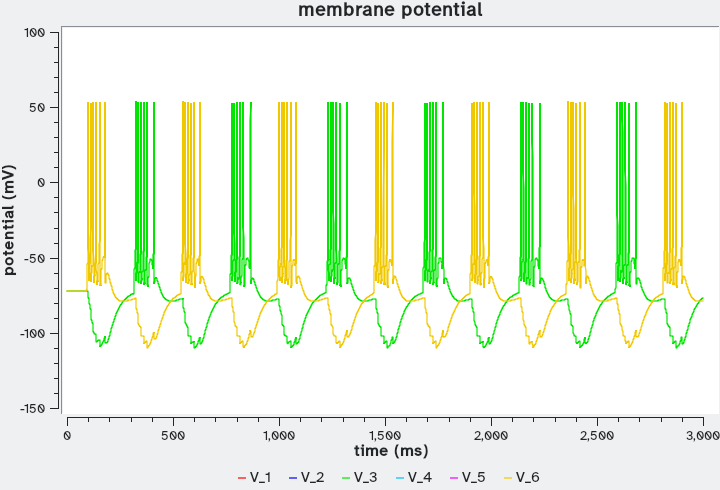 membrane potential
100
50
0
-50
-100
-150
potential (mV)
0 500 1,000 1,500 2,000 2,500 3,000
time (ms)
V_1 V_2 V_3 V_4 V_5 V_6